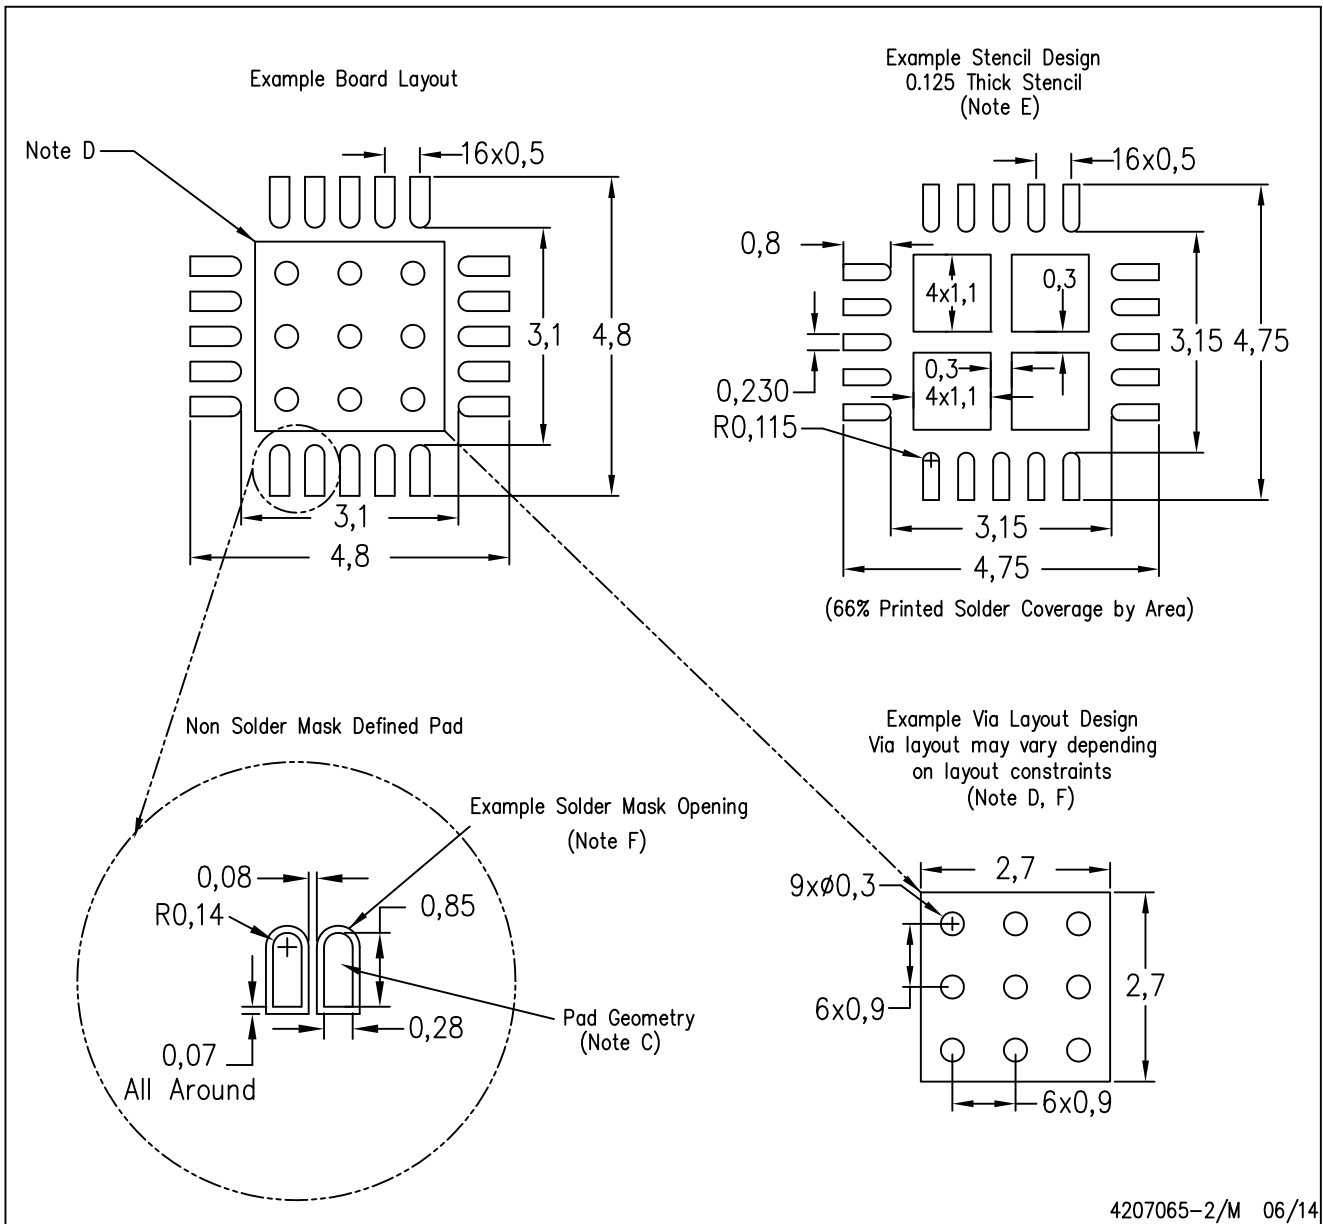 Example Board Layout
Note D
16x0,5
3,1
4,8
3,1
4,8
Example Stencil Design
0.125 Thick Stencil
(Note E)
16x0,5
0,8
4x1,1
0,3
3,15
4,75
0,3
4x1,1
0,230
R0,115
3,15
4,75
(66% Printed Solder Coverage by Area)
Non Solder Mask Defined Pad
Example Solder Mask Opening
(Note F)
0,08
R0,14
0,85
0,28
0,07
All Around
Pad Geometry
(Note C)
Example Via Layout Design
Via layout may vary depending
on layout constraints
(Note D, F)
2,7
9xø0,3
2,7
6x0,9
6x0,9
4207065-2/M 06/14